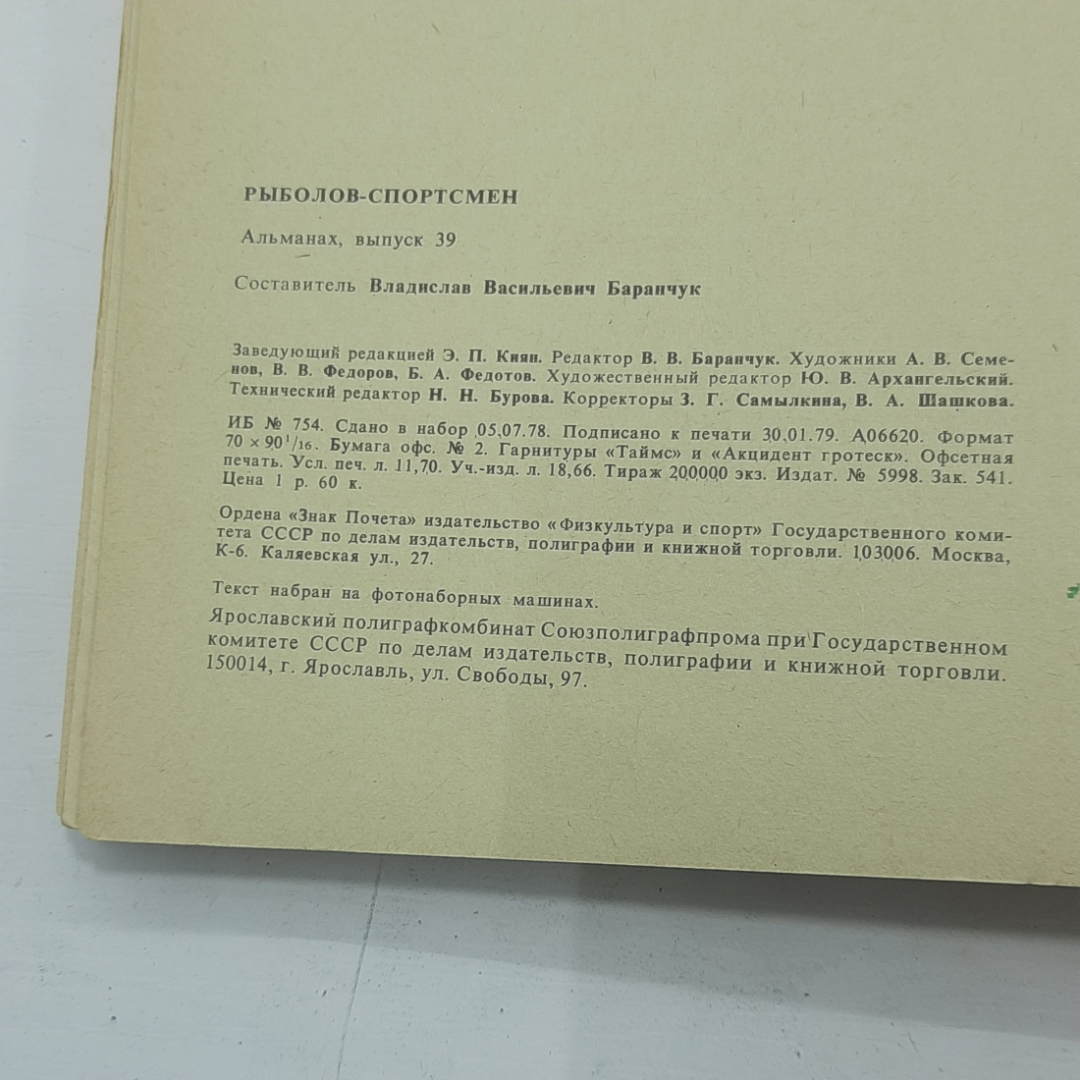 РЫБОЛОВ-СПОРТСМЕН
Альманах, выпуск 39
Составитель Владислав Васильевич Баранчук
Заведующий редакцией Э. П. Киян. Редактор В. В. Баранчук. Художники А. В. Семе-
нов, В. В. Федоров, Б. А. Федотов. Художественный редактор Ю. В. Архангельский.
Технический редактор Н. Н. Бурова. Корректоры З. Г. Самылкина, В. А. Шашкова.
ИБ № 754. Сдано в набор 05.07.78. Подписано к печати 30.01.79. А06620. Формат
70 × 90 1/16. Бумага офс. № 2. Гарнитуры «Таймс» и «Акцидент гротеск». Офсетная
печать. Усл. печ. л. 11,70. Уч.-изд. л. 18,66. Тираж 200000 экз. Издат. № 5998. Зак. 541.
Цена 1 р. 60 к.
Ордена «Знак Почета» издательство «Физкультура и спорт» Государственного коми-
тета СССР по делам издательств, полиграфии и книжной торговли. 103006. Москва,
К-6. Каляевская ул., 27.
Текст набран на фотонаборных машинах.
Ярославский полиграфкомбинат Союзполиграфпрома при Государственном
комитете СССР по делам издательств, полиграфии и книжной торговли.
150014, г. Ярославль, ул. Свободы, 97.